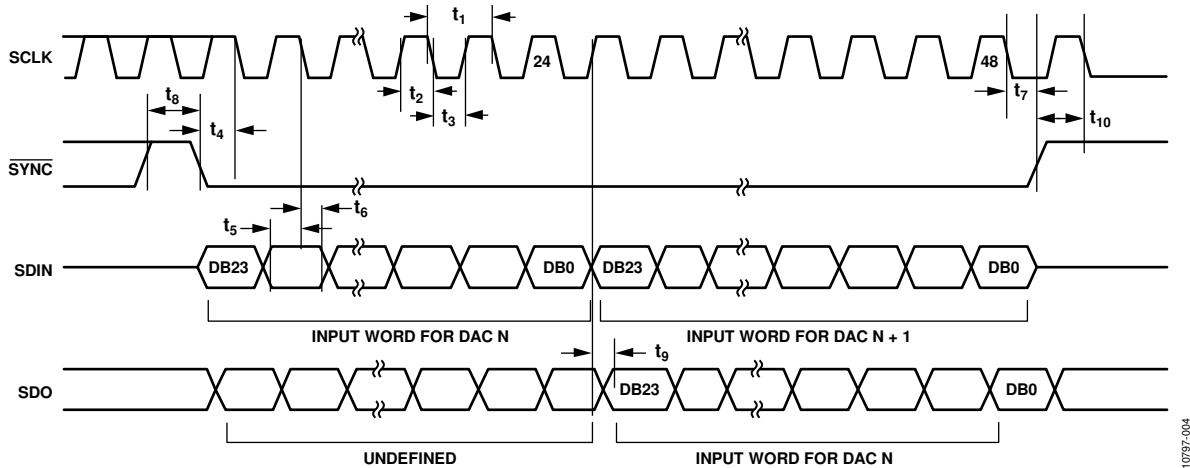 t1
SCLK
24
48
t2
t3
t7
t8
t4
t10
SYNC
t6
t5
SDIN
DB23
DB0
DB23
DB0
INPUT WORD FOR DAC N
INPUT WORD FOR DAC N + 1
t9
SDO
DB23
DB0
UNDEFINED
INPUT WORD FOR DAC N
10797-004